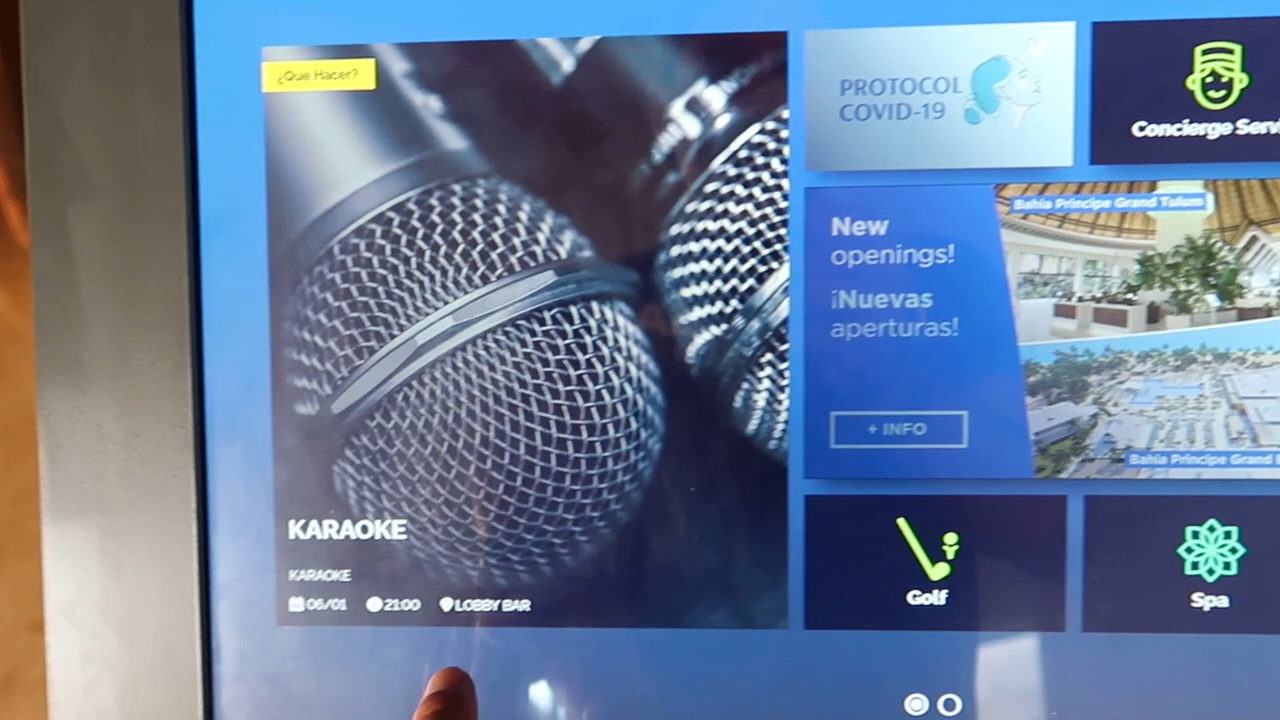 ¿Que Hacer?
KARAOKE
KARAOKE
06/01 21:00 LOBBY BAR
PROTOCOL
COVID-19
Concierge Serv
New
openings!
¡Nuevas
aperturas!
+ INFO
Bahia Principe Grand Tulum
Bahia Principe Grand
Golf
Spa